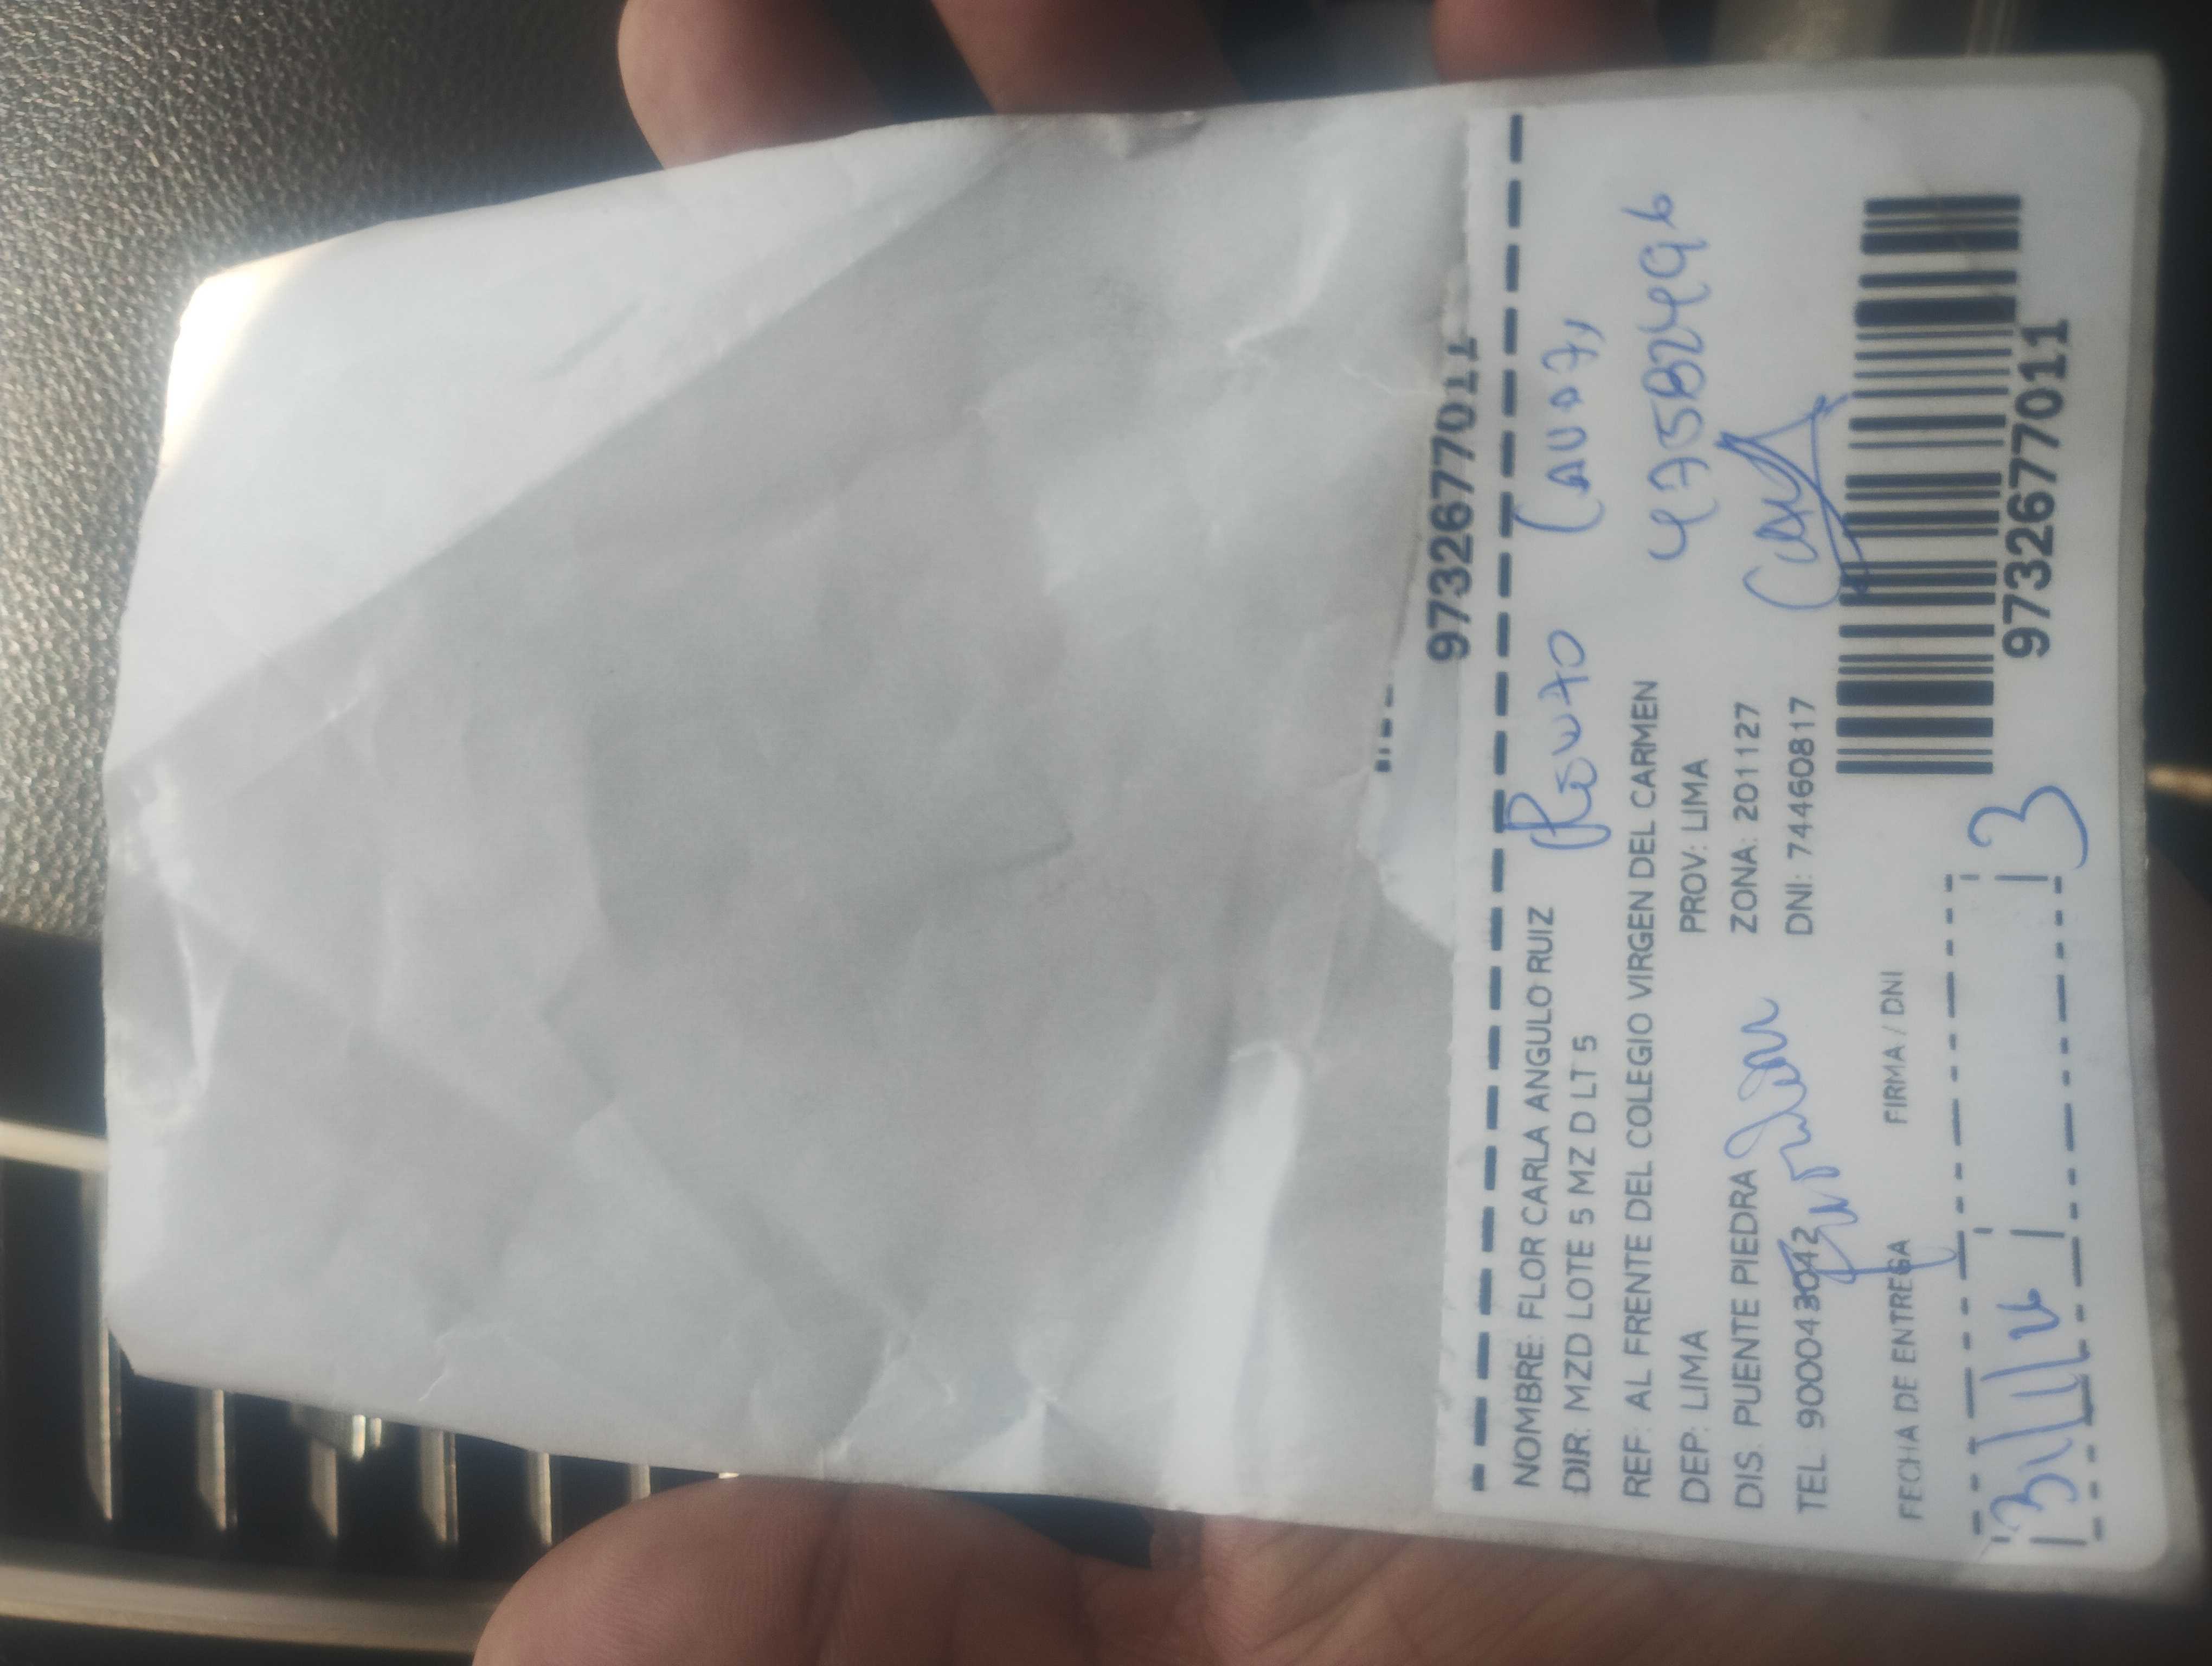 9732677011
NOMBRE: FLOR CARLA ANGULO RUIZ
DIR: MZD LOTE 5 MZ D LT 5
REF: AL FRENTE DEL COLEGIO VIRGEN DEL CARMEN
DEP: LIMA PROV: LIMA
DIS: PUENTE PIEDRA ZONA: 201127
TEL: 900043042 DNI: 74460817
FECHA DE ENTREGA FIRMA / DNI
3
9732677011